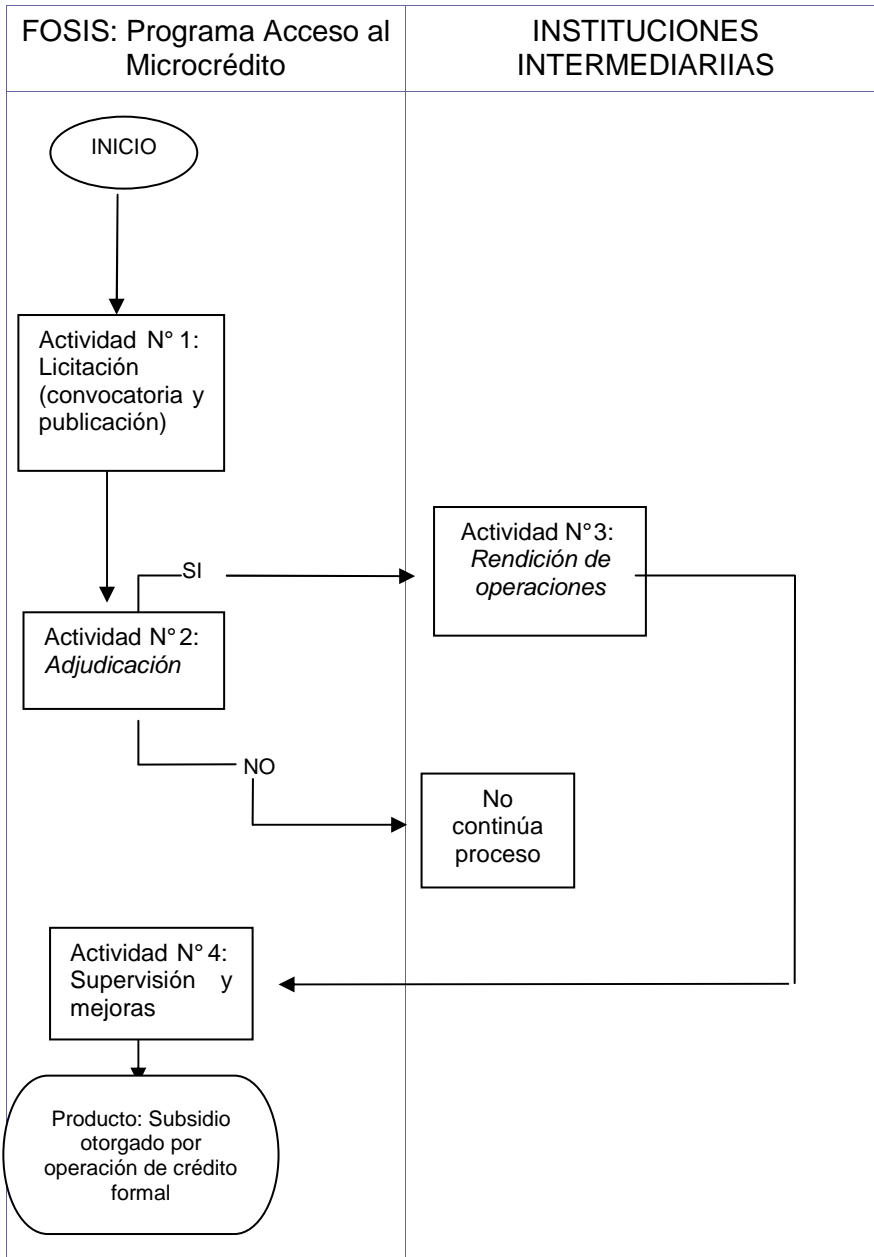 FOSIS: Programa Acceso al
Microcrédito
INSTITUCIONES
INTERMEDIARIIAS
INICIO
Actividad N° 1:
Licitación
(convocatoria y
publicación)
SI
Actividad N°3:
Rendición de
operaciones
Actividad N°2:
Adjudicación
NO
No
continúa
proceso
Actividad N° 4:
Supervisión y
mejoras
Producto: Subsidio
otorgado por
operación de crédito
formal